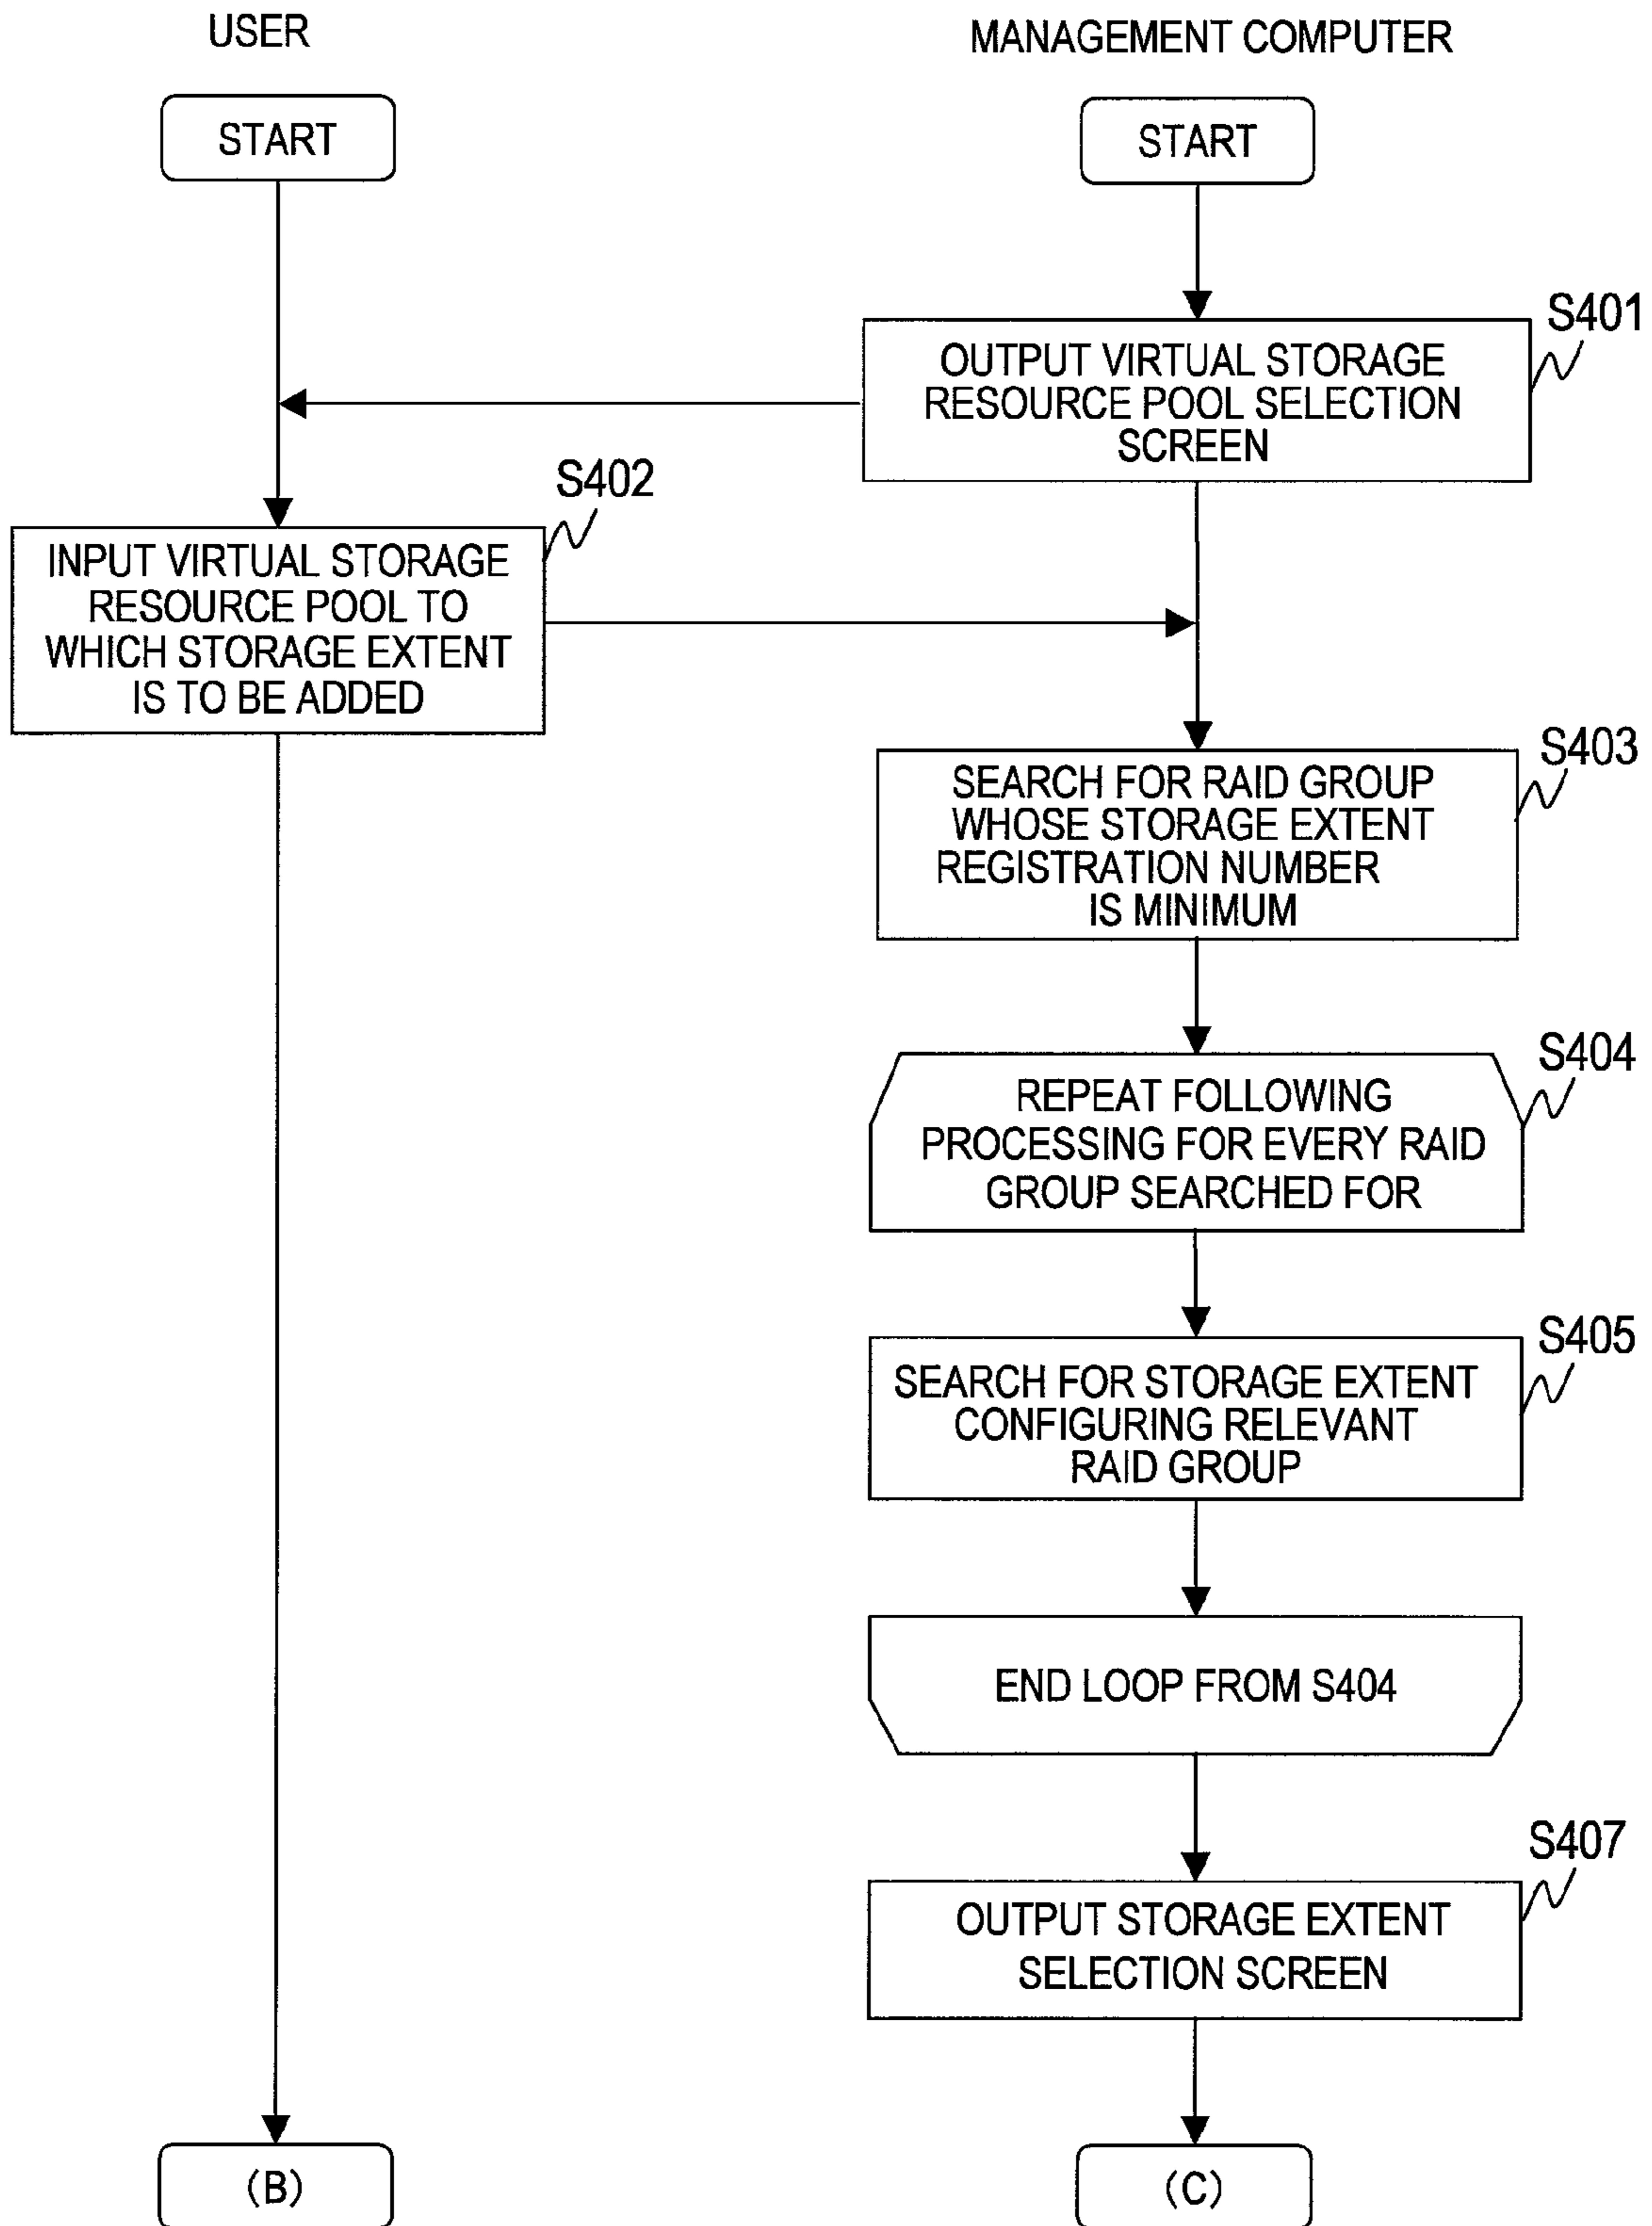 USER
MANAGEMENT COMPUTER
START
START
S401
OUTPUT VIRTUAL STORAGE
RESOURCE POOL SELECTION
SCREEN
S402
INPUT VIRTUAL STORAGE
RESOURCE POOL TO
WHICH STORAGE EXTENT
IS TO BE ADDED
S403
SEARCH FOR RAID GROUP
WHOSE STORAGE EXTENT
REGISTRATION NUMBER
IS MINIMUM
S404
REPEAT FOLLOWING
PROCESSING FOR EVERY RAID
GROUP SEARCHED FOR
S405
SEARCH FOR STORAGE EXTENT
CONFIGURING RELEVANT
RAID GROUP
END LOOP FROM S404
S407
OUTPUT STORAGE EXTENT
SELECTION SCREEN
(B)
(C)